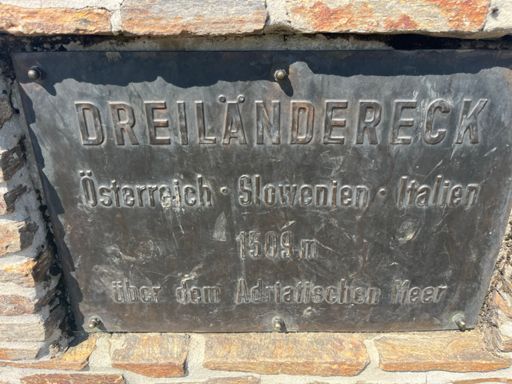 DREILÄNDERECK
Österreich · Slowenien · Italien
1509 m
über dem Adriatischen Meer